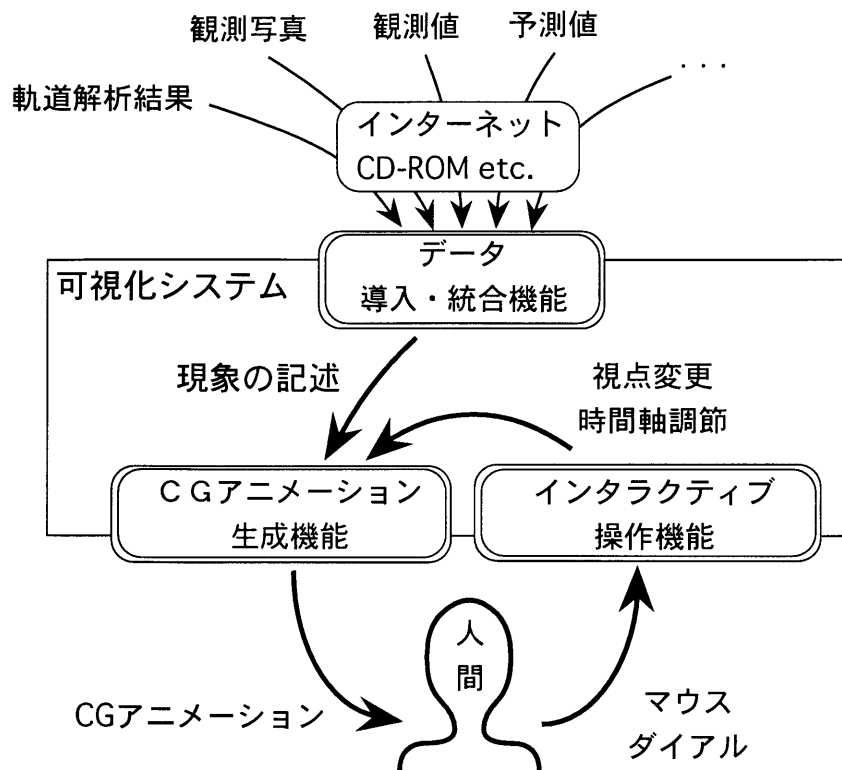 観測写真
観測値
予測値
・・・
軌道解析結果
インターネット
CD-ROM etc.
データ
導入・統合機能
可視化システム
現象の記述
視点変更
時間軸調節
ＣＧアニメーション
生成機能
インタラクティブ
操作機能
人
間
CGアニメーション
マウス
ダイアル